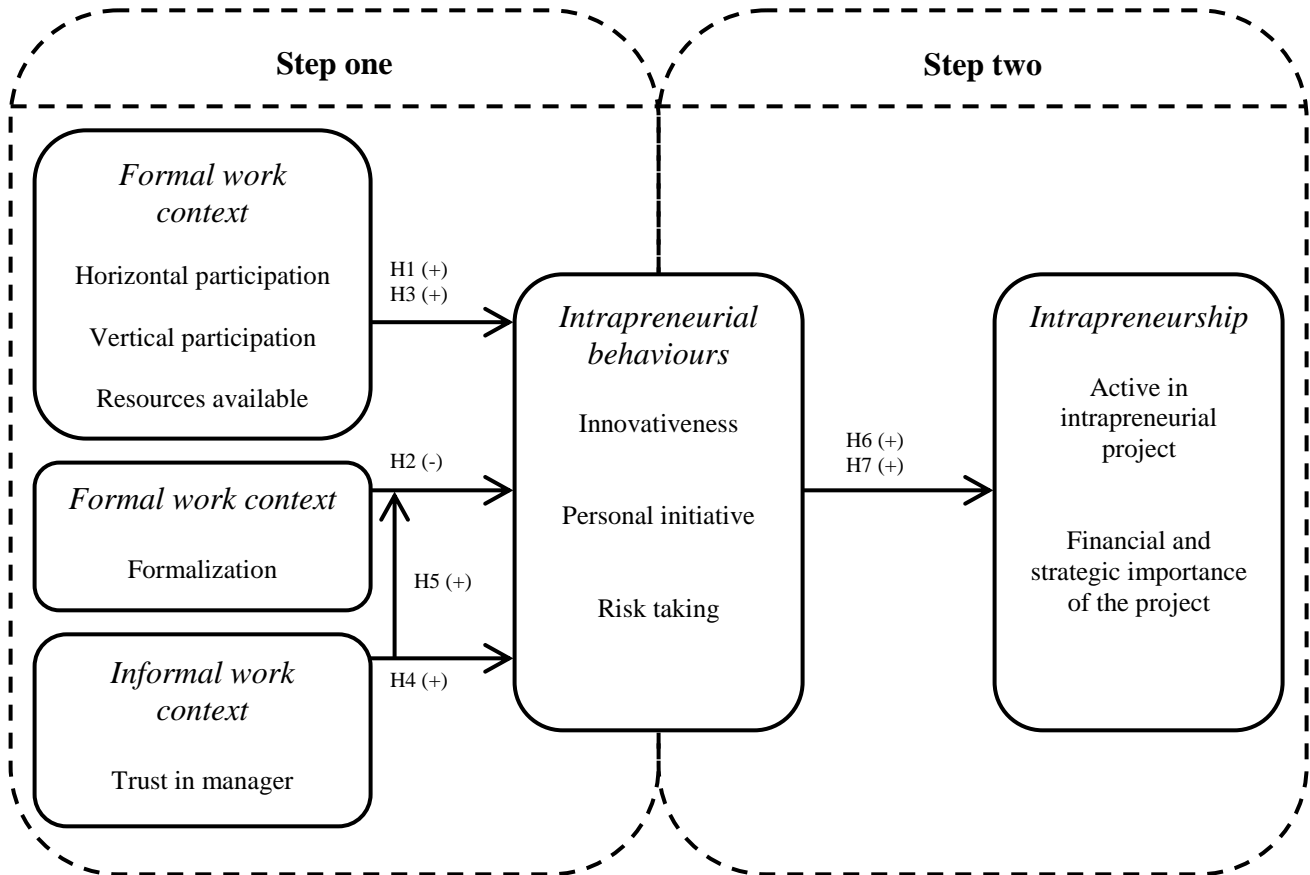 Step one
Step two
Formal work
context
Horizontal participation
Vertical participation
Resources available
H1 (+)
H3 (+)
Formal work context
Formalization
H2 (-)
H5 (+)
Informal work
context
Trust in manager
H4 (+)
Intrapreneurial
behaviours
Innovativeness
Personal initiative
Risk taking
H6 (+)
H7 (+)
Intrapreneurship
Active in
intrapreneurial
project
Financial and
strategic importance
of the project